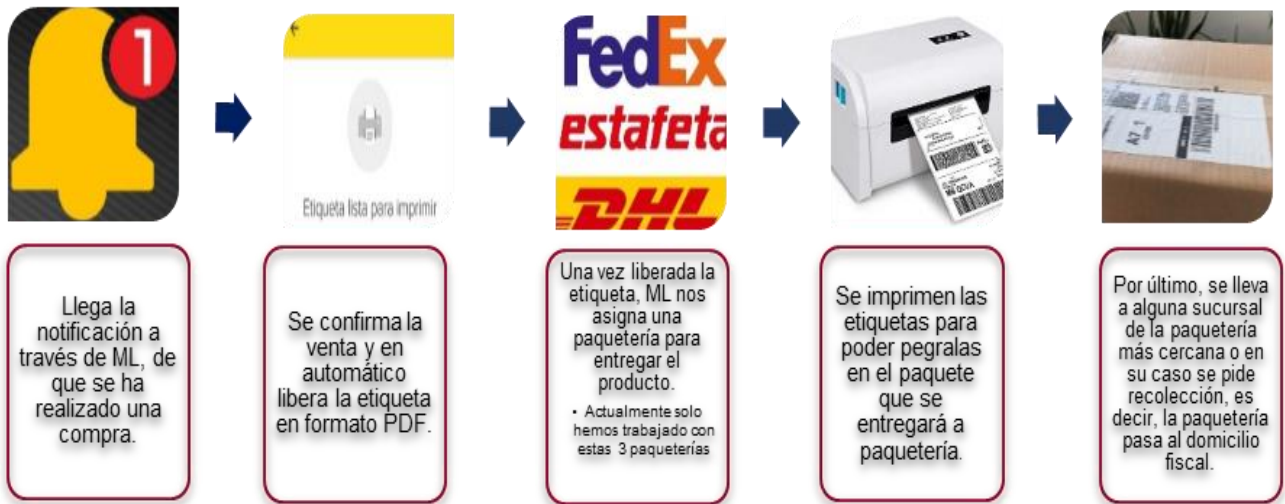 1
Etiqueta lista para imprimir
FedEx
estafeta
DHL
A7 1
Llega la
notificación a
través de ML, de
que se ha
realizado una
compra.
Se confirma la
venta y en
automático
libera la etiqueta
en formato PDF.
Una vez liberada la
etiqueta, ML nos
asigna una
paquetería para
entregar el
producto.
• Actualmente solo
hemos trabajado con
estas 3 paqueterías
Se imprimen las
etiquetas para
poder pegralas
en el paquete
que se
entregará a
paquetería.
Por último, se lleva
a alguna sucursal
de la paquetería
más cercana o en
su caso se pide
recolección, es
decir, la paquetería
pasa al domicilio
fiscal.